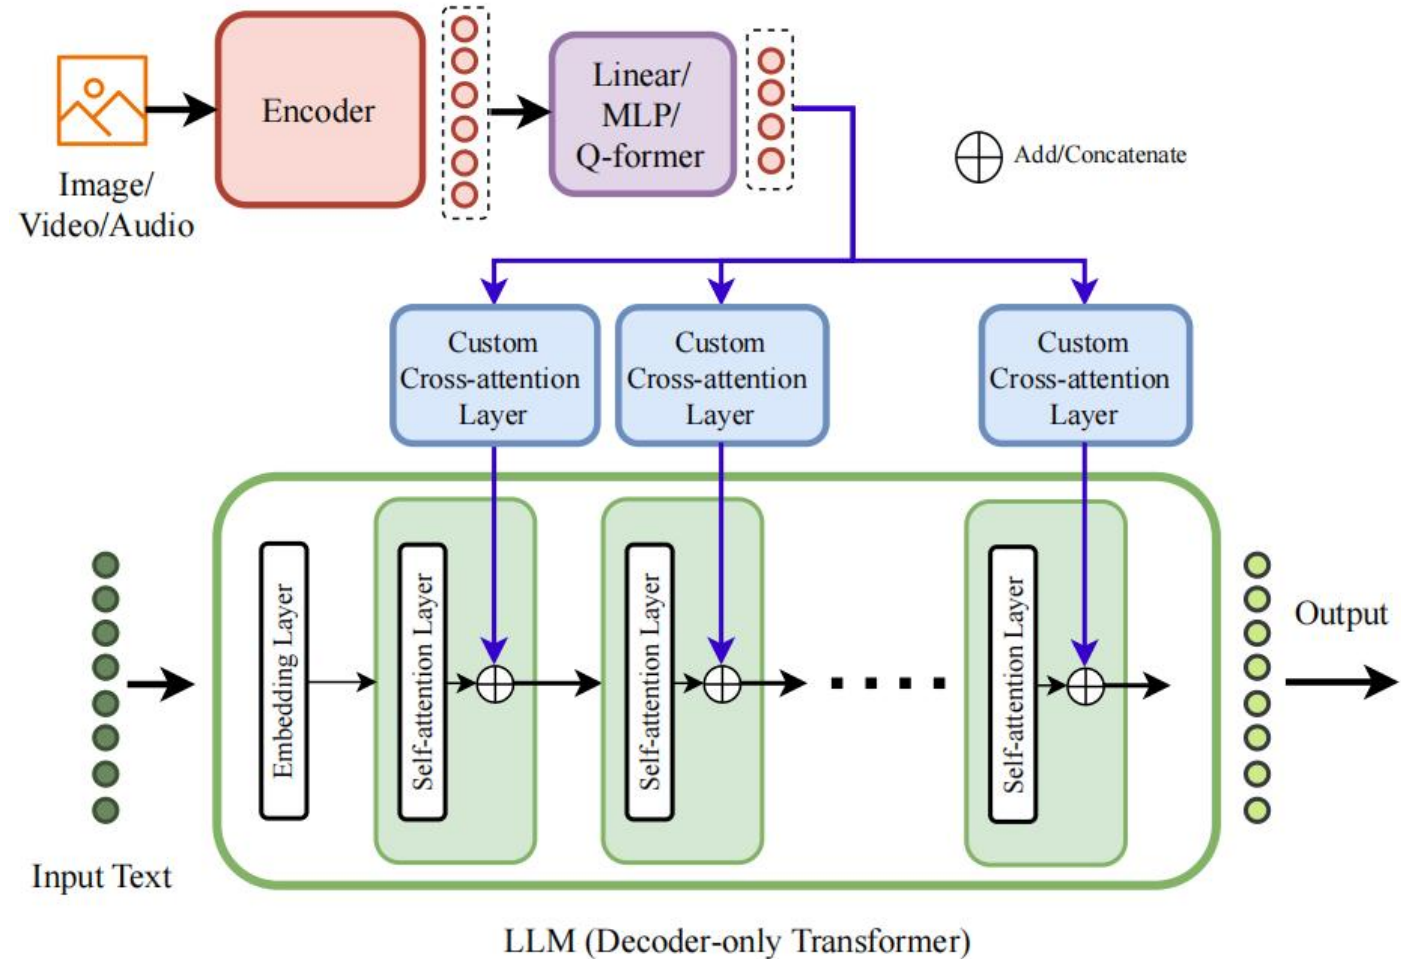 Encoder
Linear/
MLP/
Q-former
Add/Concatenate
Image/
Video/Audio
Custom
Cross-attention
Layer
Custom
Cross-attention
Layer
Custom
Cross-attention
Layer
Embedding Layer
Self-attention Layer
Self-attention Layer
Self-attention Layer
Output
Input Text
LLM (Decoder-only Transformer)